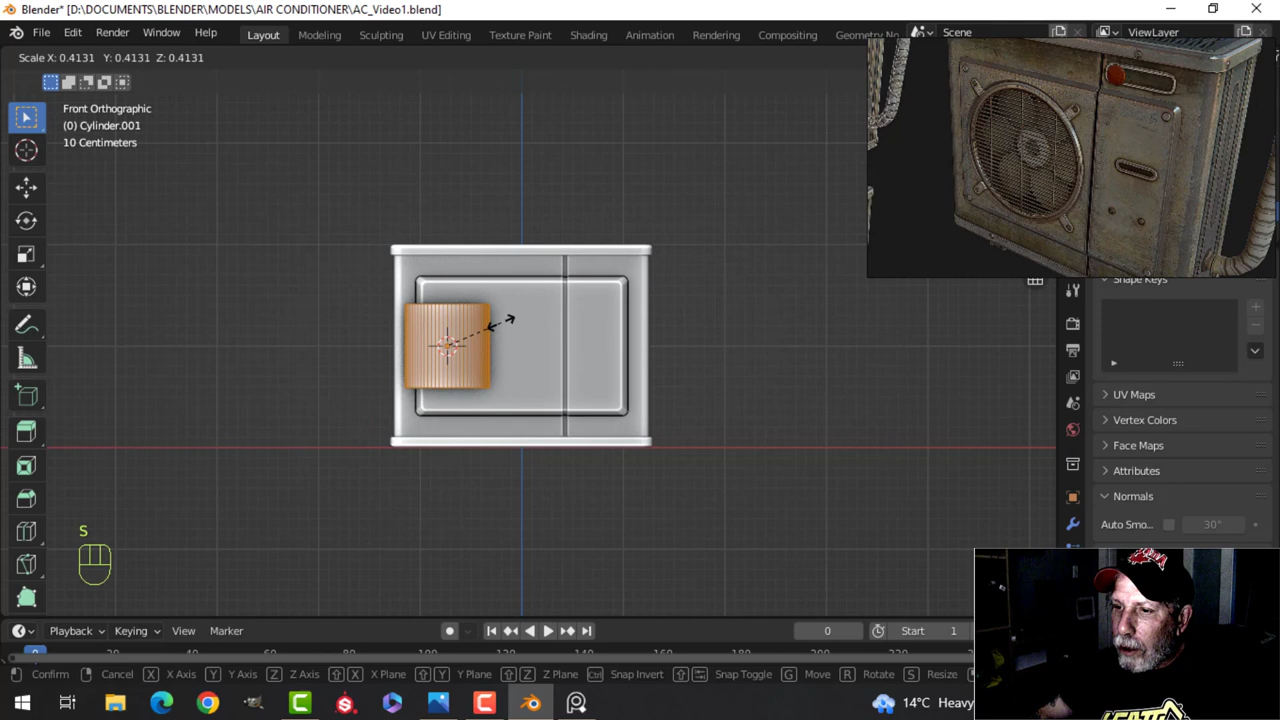 Blender* [D:\DOCUMENTS\BLENDER\MODELS\AIR CONDITIONER\AC_Video1.blend]
File Edit Render Window Help Layout Modeling Sculpting UV Editing Texture Paint Shading Animation Rendering Compositing Geometry No Scene ViewLayer
Scale X: 0.4131 Y: 0.4131 Z: 0.4131
Front Orthographic
(0) Cylinder.001
10 Centimeters
Shape Keys
UV Maps
Vertex Colors
Face Maps
Attributes
Normals
Auto Smo... 30°
S
Playback Keying View Marker 0 Start 1
Confirm Cancel X X Axis Y Y Axis Z Z Axis X X Plane Y Y Plane Z Z Plane Ctrl Snap Invert Snap Toggle G Move R Rotate S Resize
14°C Heavy